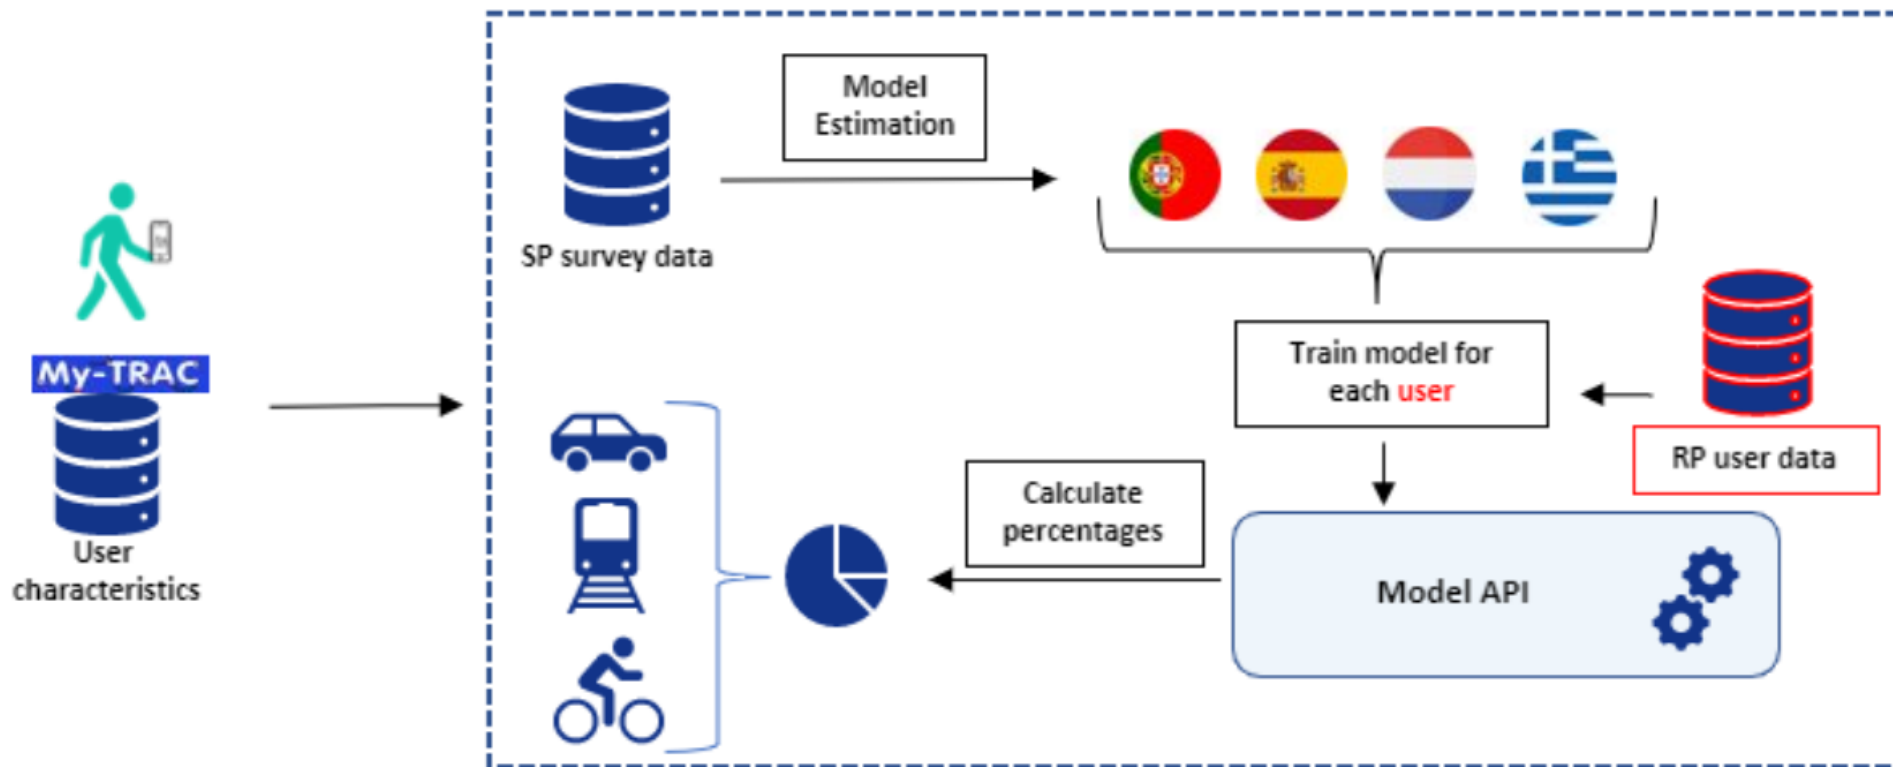 Model
Estimation
SP survey data
My-TRAC
User
characteristics
Train model for
each user
RP user data
Calculate
percentages
Model API